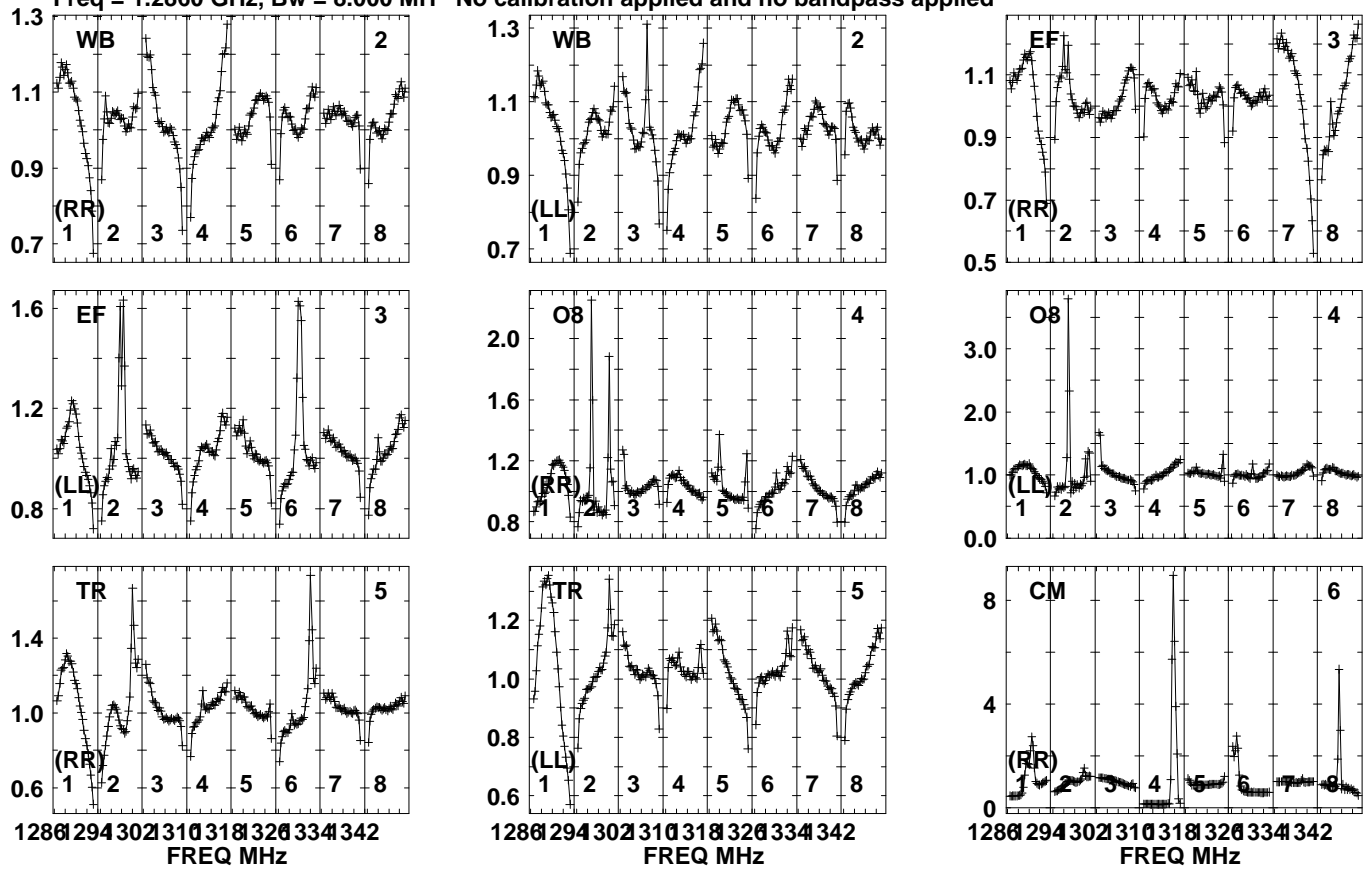 Freq = 1.2860 GHz, Bw = 8.000 MH No calibration applied and no bandpass applied
1.3 WB 2
1.1
0.9
(RR)
0.7 1 2 3 4 5 6 7 8
1.3 WB 2
1.1
0.9
(LL)
0.7 1 2 3 4 5 6 7 8
EF 3
1.1
0.9
0.7
(RR)
1 2 3 4 5 6 7 8
0.5
1.6 EF 3
1.4
1.2
1.0
(LL)
0.8 1 2 3 4 5 6 7 8
O8 4
2.0
1.6
1.2
(RR)
0.8 1 2 3 4 5 6 7 8
O8 4
3.0
2.0
1.0
(LL)
1 2 3 4 5 6 7 8
0.0
TR 5
1.4
1.0
(RR)
0.6 1 2 3 4 5 6 7 8
TR 5
1.2
1.0
0.8
(LL)
0.6 1 2 3 4 5 6 7 8
8 CM 6
4
(RR)
0 1 2 3 4 5 6 7 8
1286 1294 1302 1310 1318 1326 1334 1342
FREQ MHz
1286 1294 1302 1310 1318 1326 1334 1342
FREQ MHz
1286 1294 1302 1310 1318 1326 1334 1342
FREQ MHz